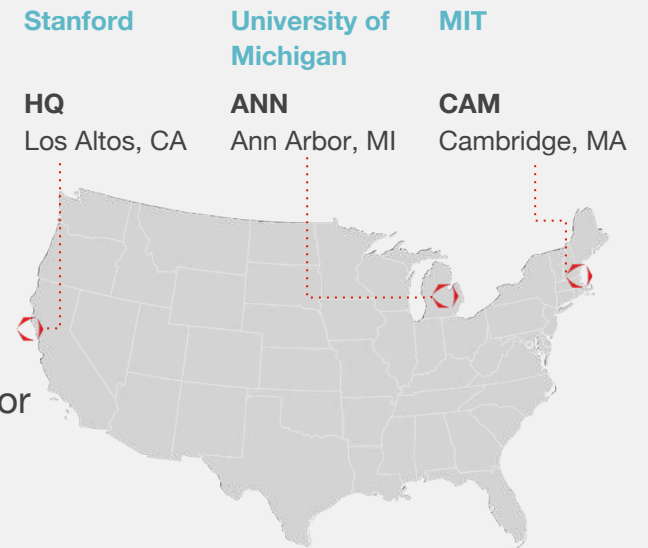 Stanford
University of
Michigan
MIT
HQ
Los Altos, CA
ANN
Ann Arbor, MI
CAM
Cambridge, MA
or